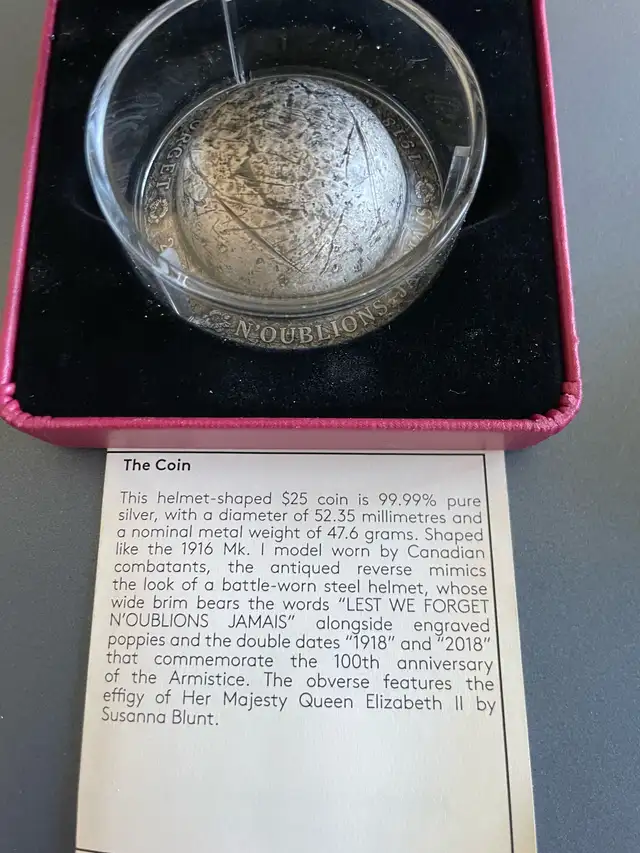 ORGET
1918
N'OUBLIONS JA
The Coin
This helmet-shaped $25 coin is 99.99% pure
silver, with a diameter of 52.35 millimetres and
a nominal metal weight of 47.6 grams. Shaped
like the 1916 Mk. I model worn by Canadian
combatants, the antiqued reverse mimics
the look of a battle-worn steel helmet, whose
wide brim bears the words “LEST WE FORGET
N’OUBLIONS JAMAIS” alongside engraved
poppies and the double dates “1918” and “2018”
that commemorate the 100th anniversary
of the Armistice. The obverse features the
effigy of Her Majesty Queen Elizabeth II by
Susanna Blunt.